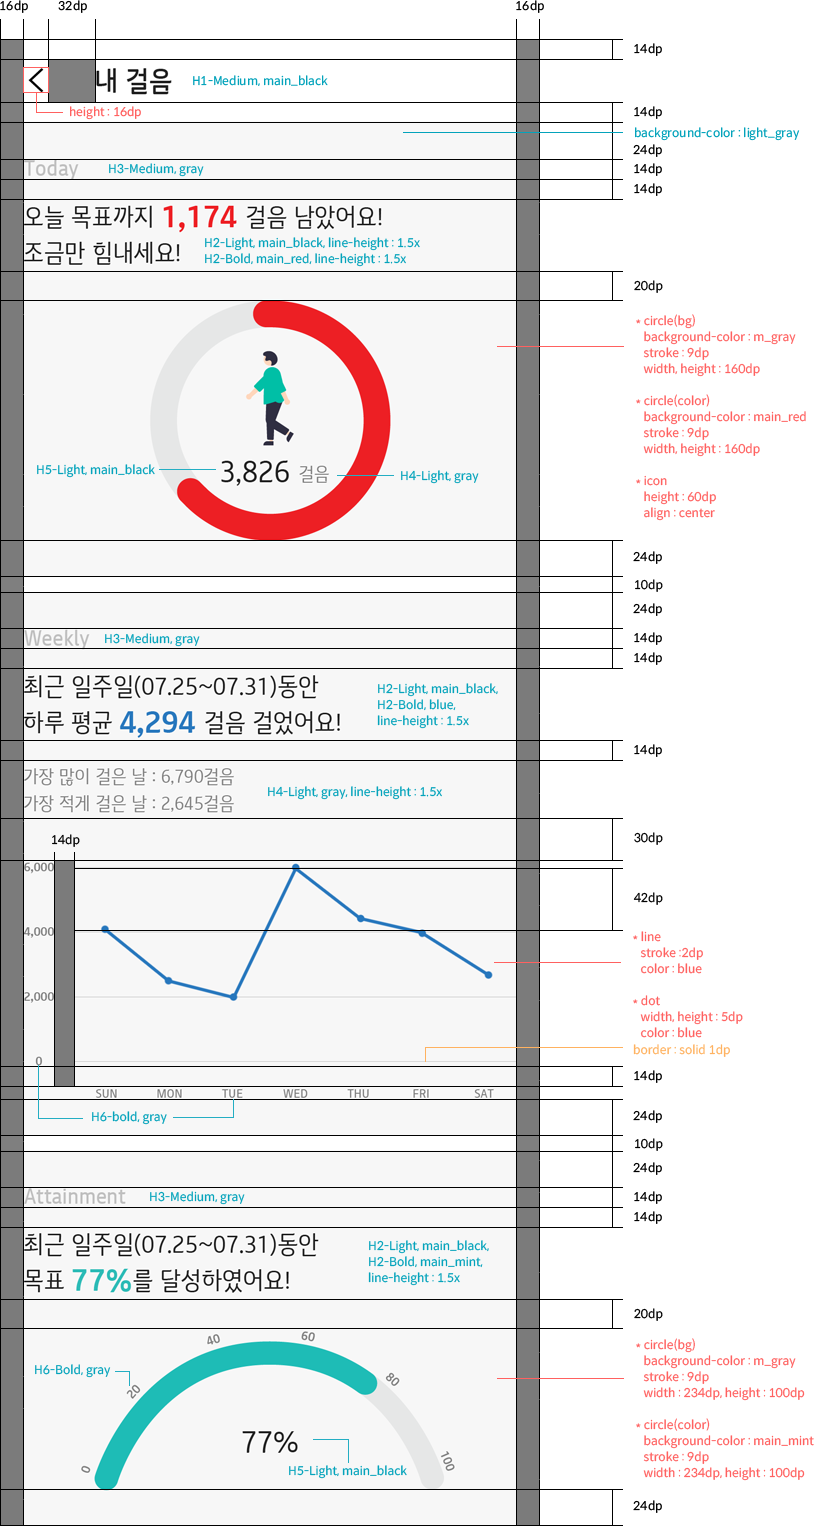 16dp
32dp
16dp
14dp
내 걸음
H1-Medium, main_black
height : 16dp
14dp
background-color : light_gray
24dp
Today
H3-Medium, gray
14dp
14dp
오늘 목표까지 1,174 걸음 남았어요!
조금만 힘내세요!
H2-Light, main_black, line-height : 1.5x
H2-Bold, main_red, line-height : 1.5x
20dp
* circle(bg)
background-color : m_gray
stroke : 9dp
width, height : 160dp
* circle(color)
background-color : main_red
stroke : 9dp
width, height : 160dp
* icon
height : 60dp
align : center
H5-Light, main_black
3,826 걸음
H4-Light, gray
24dp
10dp
24dp
Weekly
H3-Medium, gray
14dp
14dp
최근 일주일(07.25~07.31)동안
하루 평균 4,294 걸음 걸었어요!
H2-Light, main_black,
H2-Bold, blue,
line-height : 1.5x
14dp
가장 많이 걸은 날 : 6,790걸음
가장 적게 걸은 날 : 2,645걸음
H4-Light, gray, line-height : 1.5x
30dp
14dp
6,000
42dp
4,000
2,000
0
* line
stroke :2dp
color : blue
* dot
width, height : 5dp
color : blue
border : solid 1dp
14dp
SUN MON TUE WED THU FRI SAT
H6-bold, gray
24dp
10dp
24dp
Attainment
H3-Medium, gray
14dp
14dp
최근 일주일(07.25~07.31)동안
목표 77%를 달성하였어요!
H2-Light, main_black,
H2-Bold, main_mint,
line-height : 1.5x
20dp
0
20
40
60
80
100
H6-Bold, gray
77%
H5-Light, main_black
* circle(bg)
background-color : m_gray
stroke : 9dp
width : 234dp, height : 100dp
* circle(color)
background-color : main_mint
stroke : 9dp
width : 234dp, height : 100dp
24dp